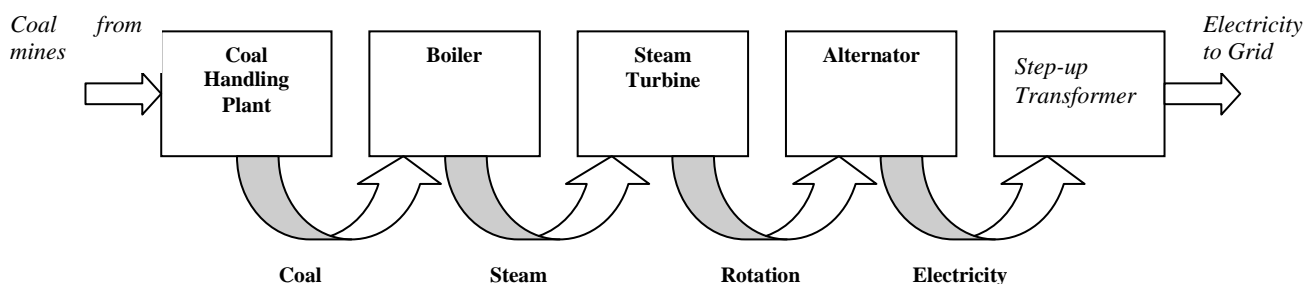 Coal from
mines
Coal
Handling
Plant
Boiler
Steam
Turbine
Alternator
Step-up
Transformer
Electricity
to Grid
Coal
Steam
Rotation
Electricity